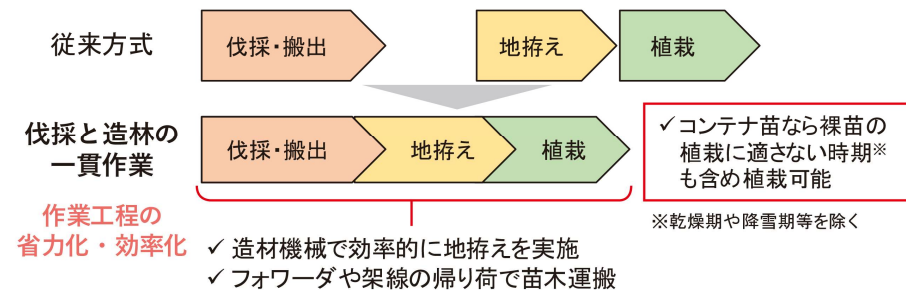 従来方式
伐採・搬出
地拵え
植栽
伐採と造林の
一貫作業
伐採・搬出
地拵え
植栽
✓コンテナ苗なら裸苗の
植栽に適さない時期※
も含め植栽可能
※乾燥期や降雪期等を除く
作業工程の
省力化・効率化
✓造材機械で効率的に地拵えを実施
✓フォワーダや架線の帰り荷で苗木運搬